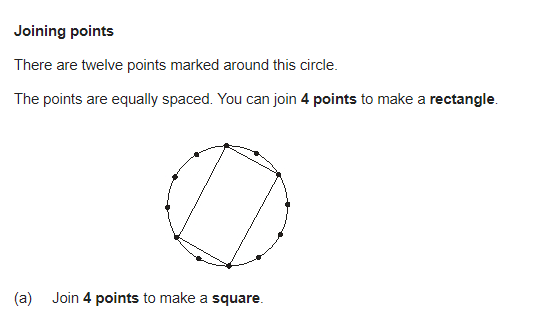 Joining points
There are twelve points marked around this circle.
The points are equally spaced. You can join 4 points to make a rectangle.
(a) Join 4 points to make a square.